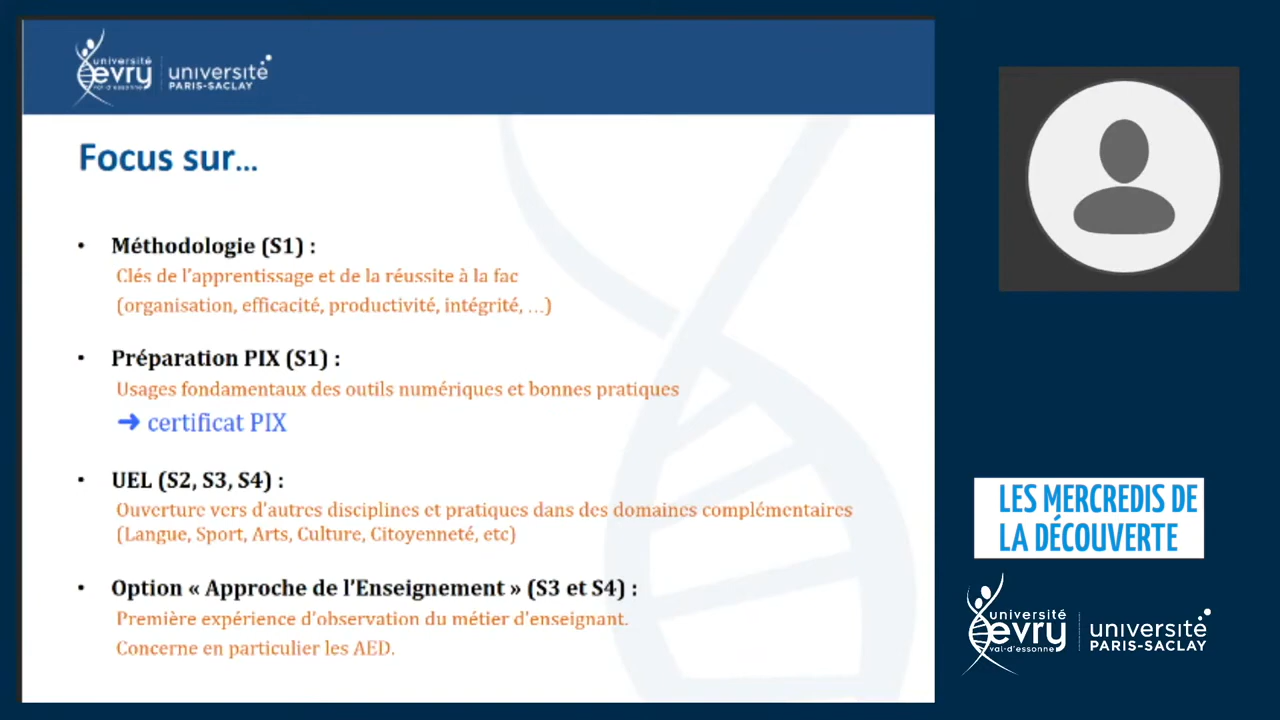 université
evry
val-d'essonne
université
PARIS-SACLAY
Focus sur...
• Méthodologie (S1) :
Clés de l'apprentissage et de la réussite à la fac
(organisation, efficacité, productivité, intégrité, …)
• Préparation PIX (S1) :
Usages fondamentaux des outils numériques et bonnes pratiques
➔ certificat PIX
• UEL (S2, S3, S4) :
Ouverture vers d'autres disciplines et pratiques dans des domaines complémentaires
(Langue, Sport, Arts, Culture, Citoyenneté, etc)
• Option « Approche de l'Enseignement » (S3 et S4) :
Première expérience d'observation du métier d'enseignant.
Concerne en particulier les AED.
LES MERCREDIS DE
LA DÉCOUVERTE
université
evry
val-d'essonne
université
PARIS-SACLAY